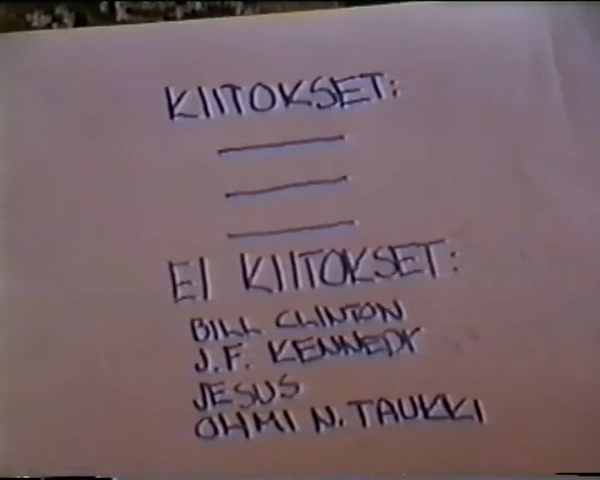 KIITOKSET:
EI KIITOKSET:
BILL CLINTON
J.F. KENNEDY
JESUS
OHMI N. TAUKKI